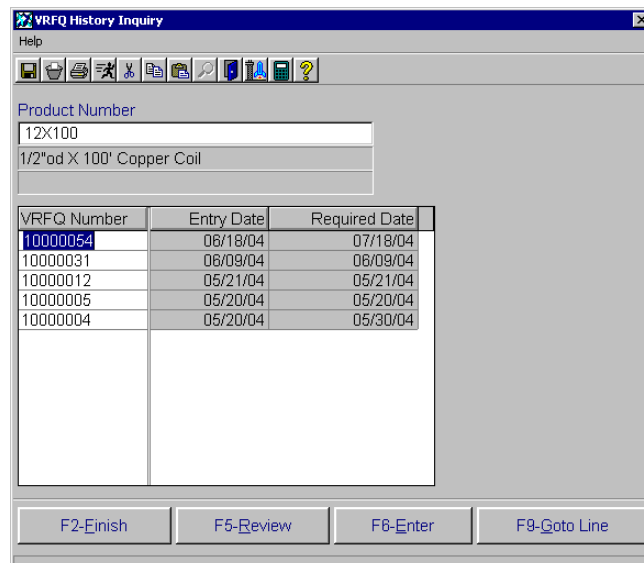 VRFQ History Inquiry
Help
Product Number
12X100
1/2"od X 100' Copper Coil
VRFQ Number Entry Date Required Date
10000054 06/18/04 07/18/04
10000031 06/09/04 06/09/04
10000012 05/21/04 05/21/04
10000005 05/20/04 05/20/04
10000004 05/20/04 05/30/04
F2-Finish F5-Review F6-Enter F9-Goto Line